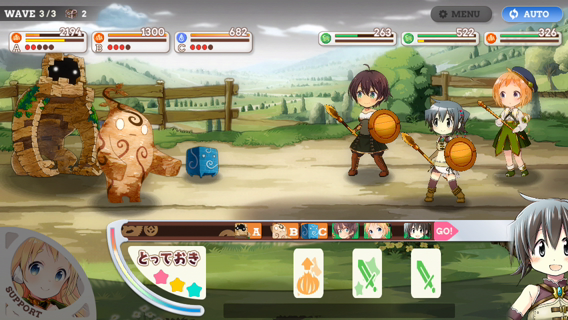 WAVE 3/3 2
MENU
AUTO
A 2194
B 1300
C 682
263
522
326
A B C GO!
とっておき
SUPPORT